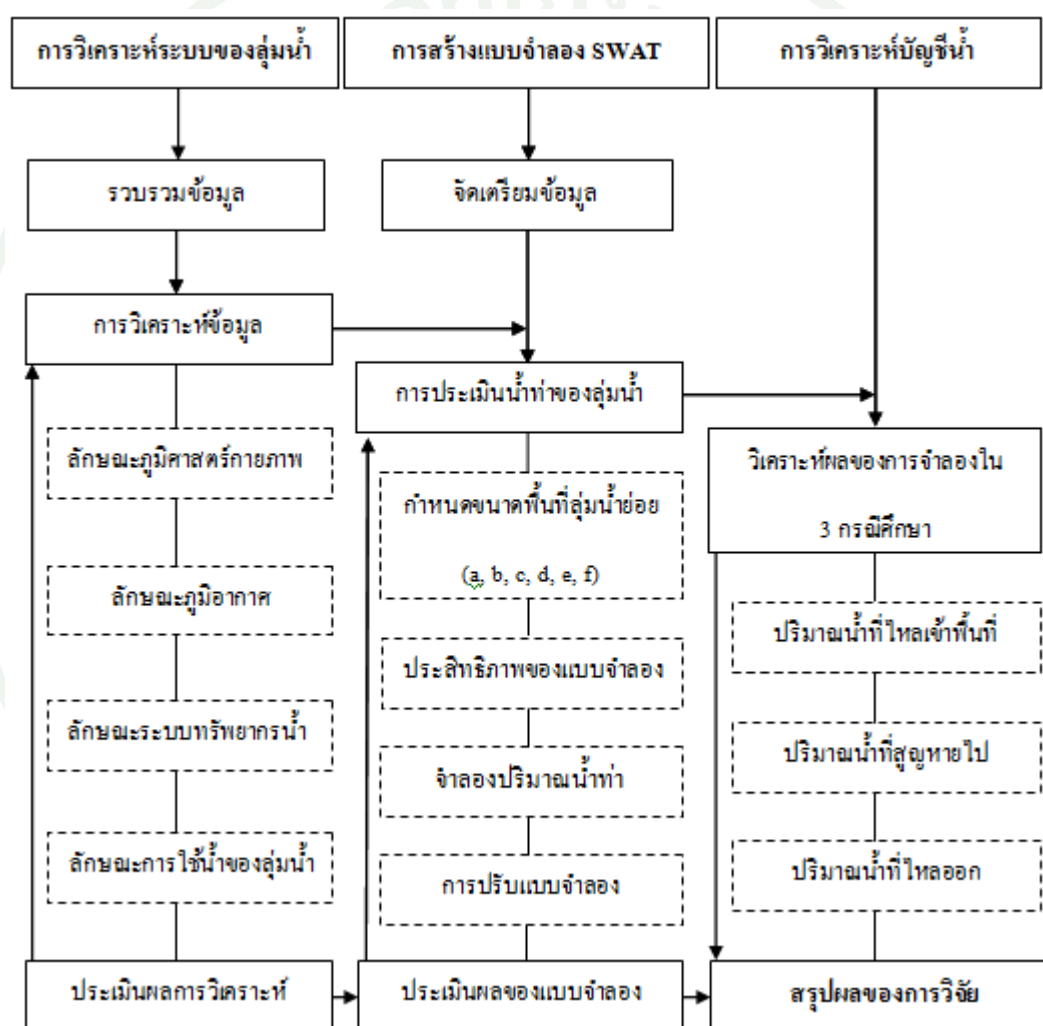 การวิเคราะห์ระบบของลุ่มน้ำ
การสร้างแบบจำลอง SWAT
การวิเคราะห์บัญชีน้ำ
รวบรวมข้อมูล
จัดเตรียมข้อมูล
การวิเคราะห์ข้อมูล
การประเมินน้ำท่าของลุ่มน้ำ
ลักษณะภูมิศาสตร์กายภาพ
วิเคราะห์ผลของการจำลองใน
3 กรณีศึกษา
กำหนดขนาดพื้นที่ลุ่มน้ำย่อย
(a, b, c, d, e, f)
ลักษณะภูมิอากาศ
ปริมาณน้ำที่ไหลเข้าพื้นที่
ประสิทธิภาพของแบบจำลอง
ลักษณะระบบทรัพยากรน้ำ
ปริมาณน้ำที่สูญหายไป
จำลองปริมาณน้ำท่า
ลักษณะการใช้น้ำของลุ่มน้ำ
ปริมาณน้ำที่ไหลออก
การปรับแบบจำลอง
ประเมินผลการวิเคราะห์
ประเมินผลของแบบจำลอง
สรุปผลของการวิจัย